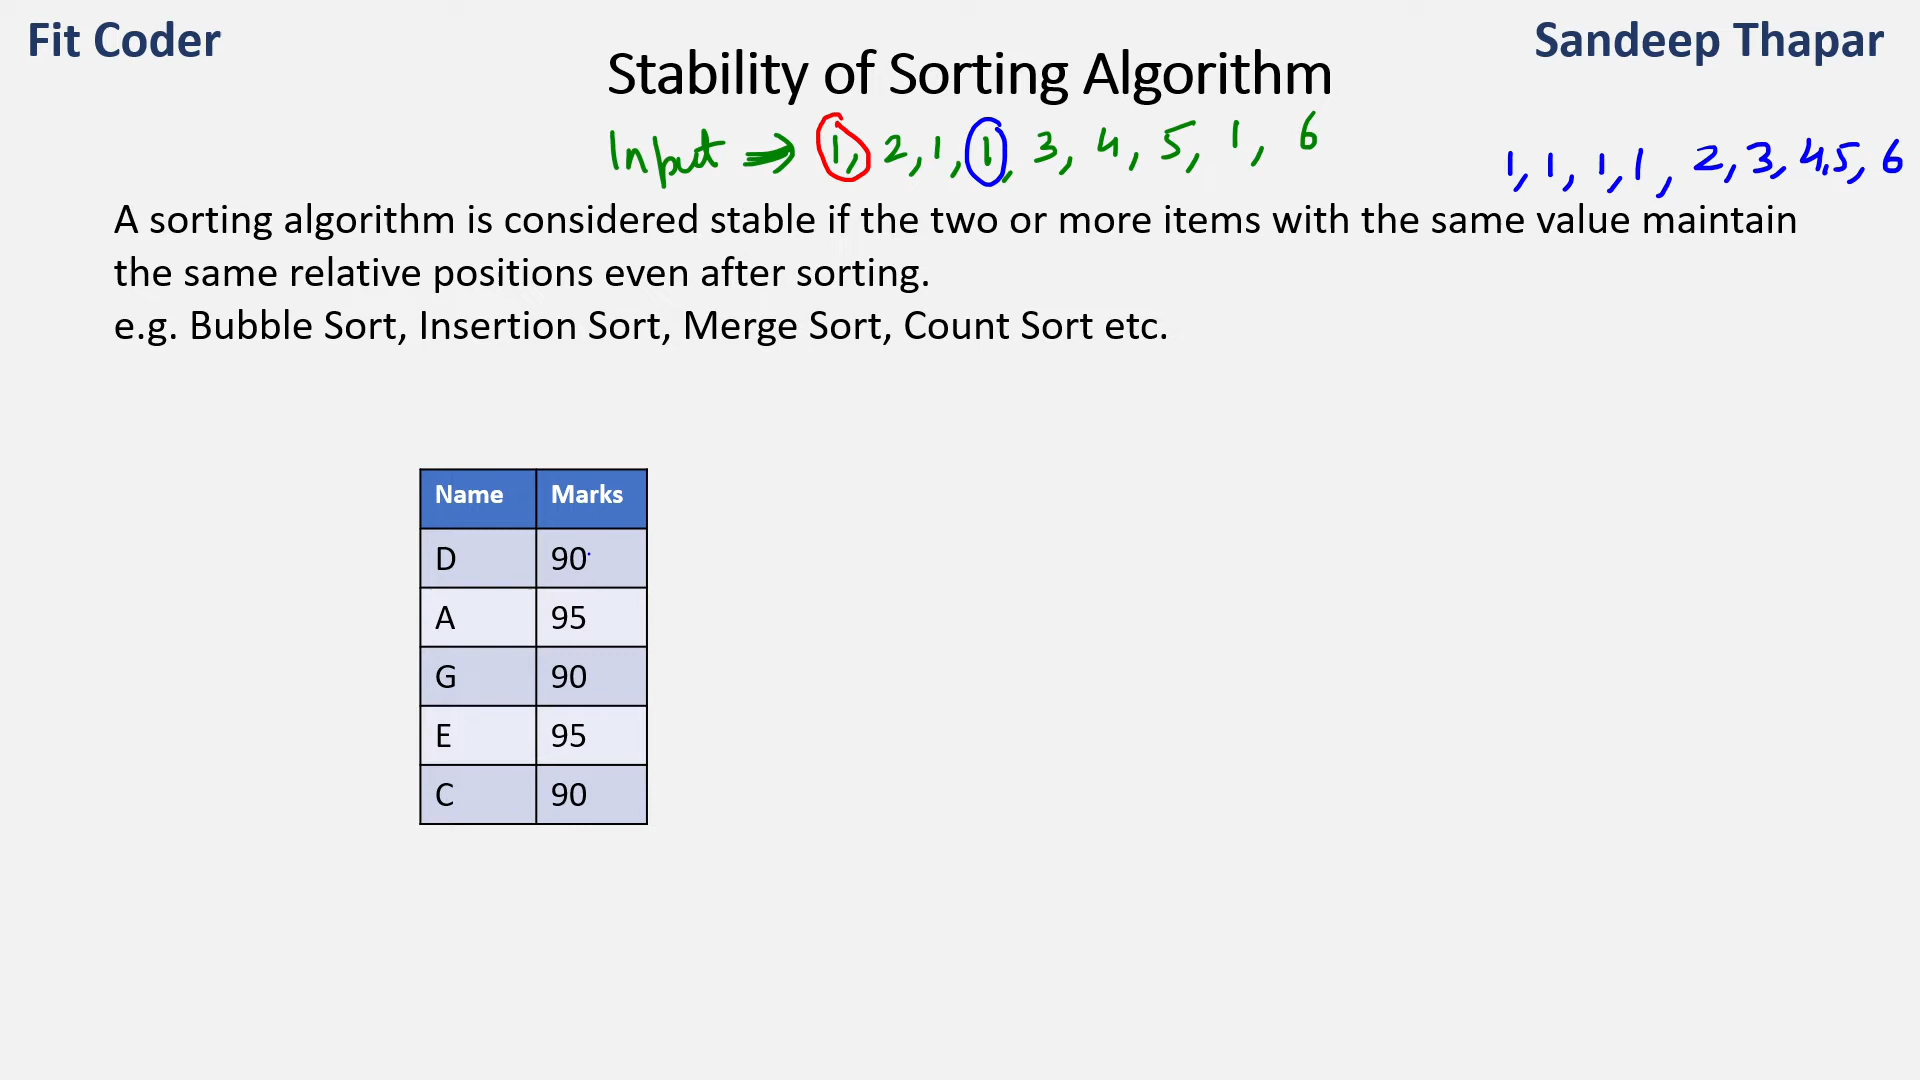 Fit Coder
Sandeep Thapar
Stability of Sorting Algorithm
Input ⇒ 1, 2, 1, 1, 3, 4, 5, 1, 6
1, 1, 1, 1, 2, 3, 4, 5, 6
A sorting algorithm is considered stable if the two or more items with the same value maintain
the same relative positions even after sorting.
e.g. Bubble Sort, Insertion Sort, Merge Sort, Count Sort etc.
Name Marks
D 90
A 95
G 90
E 95
C 90